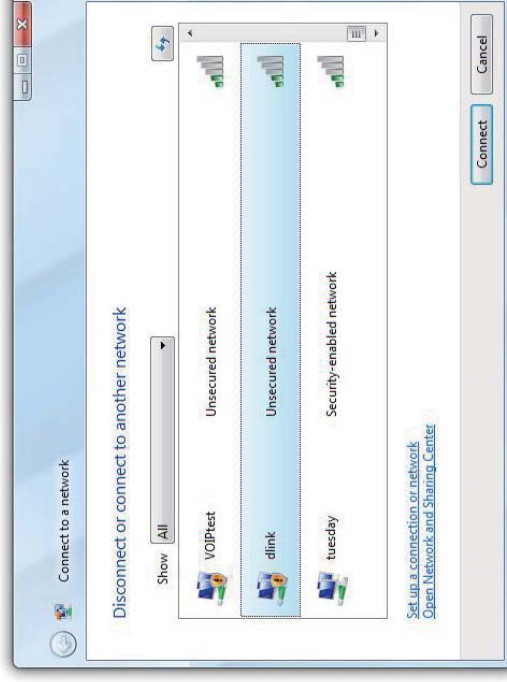 Connect to a network
Disconnect or connect to another network
Show All
VOIPtest Unsecured network
dlink Unsecured network
tuesday Security-enabled network
Set up a connection or network
Open Network and Sharing Center
Connect Cancel